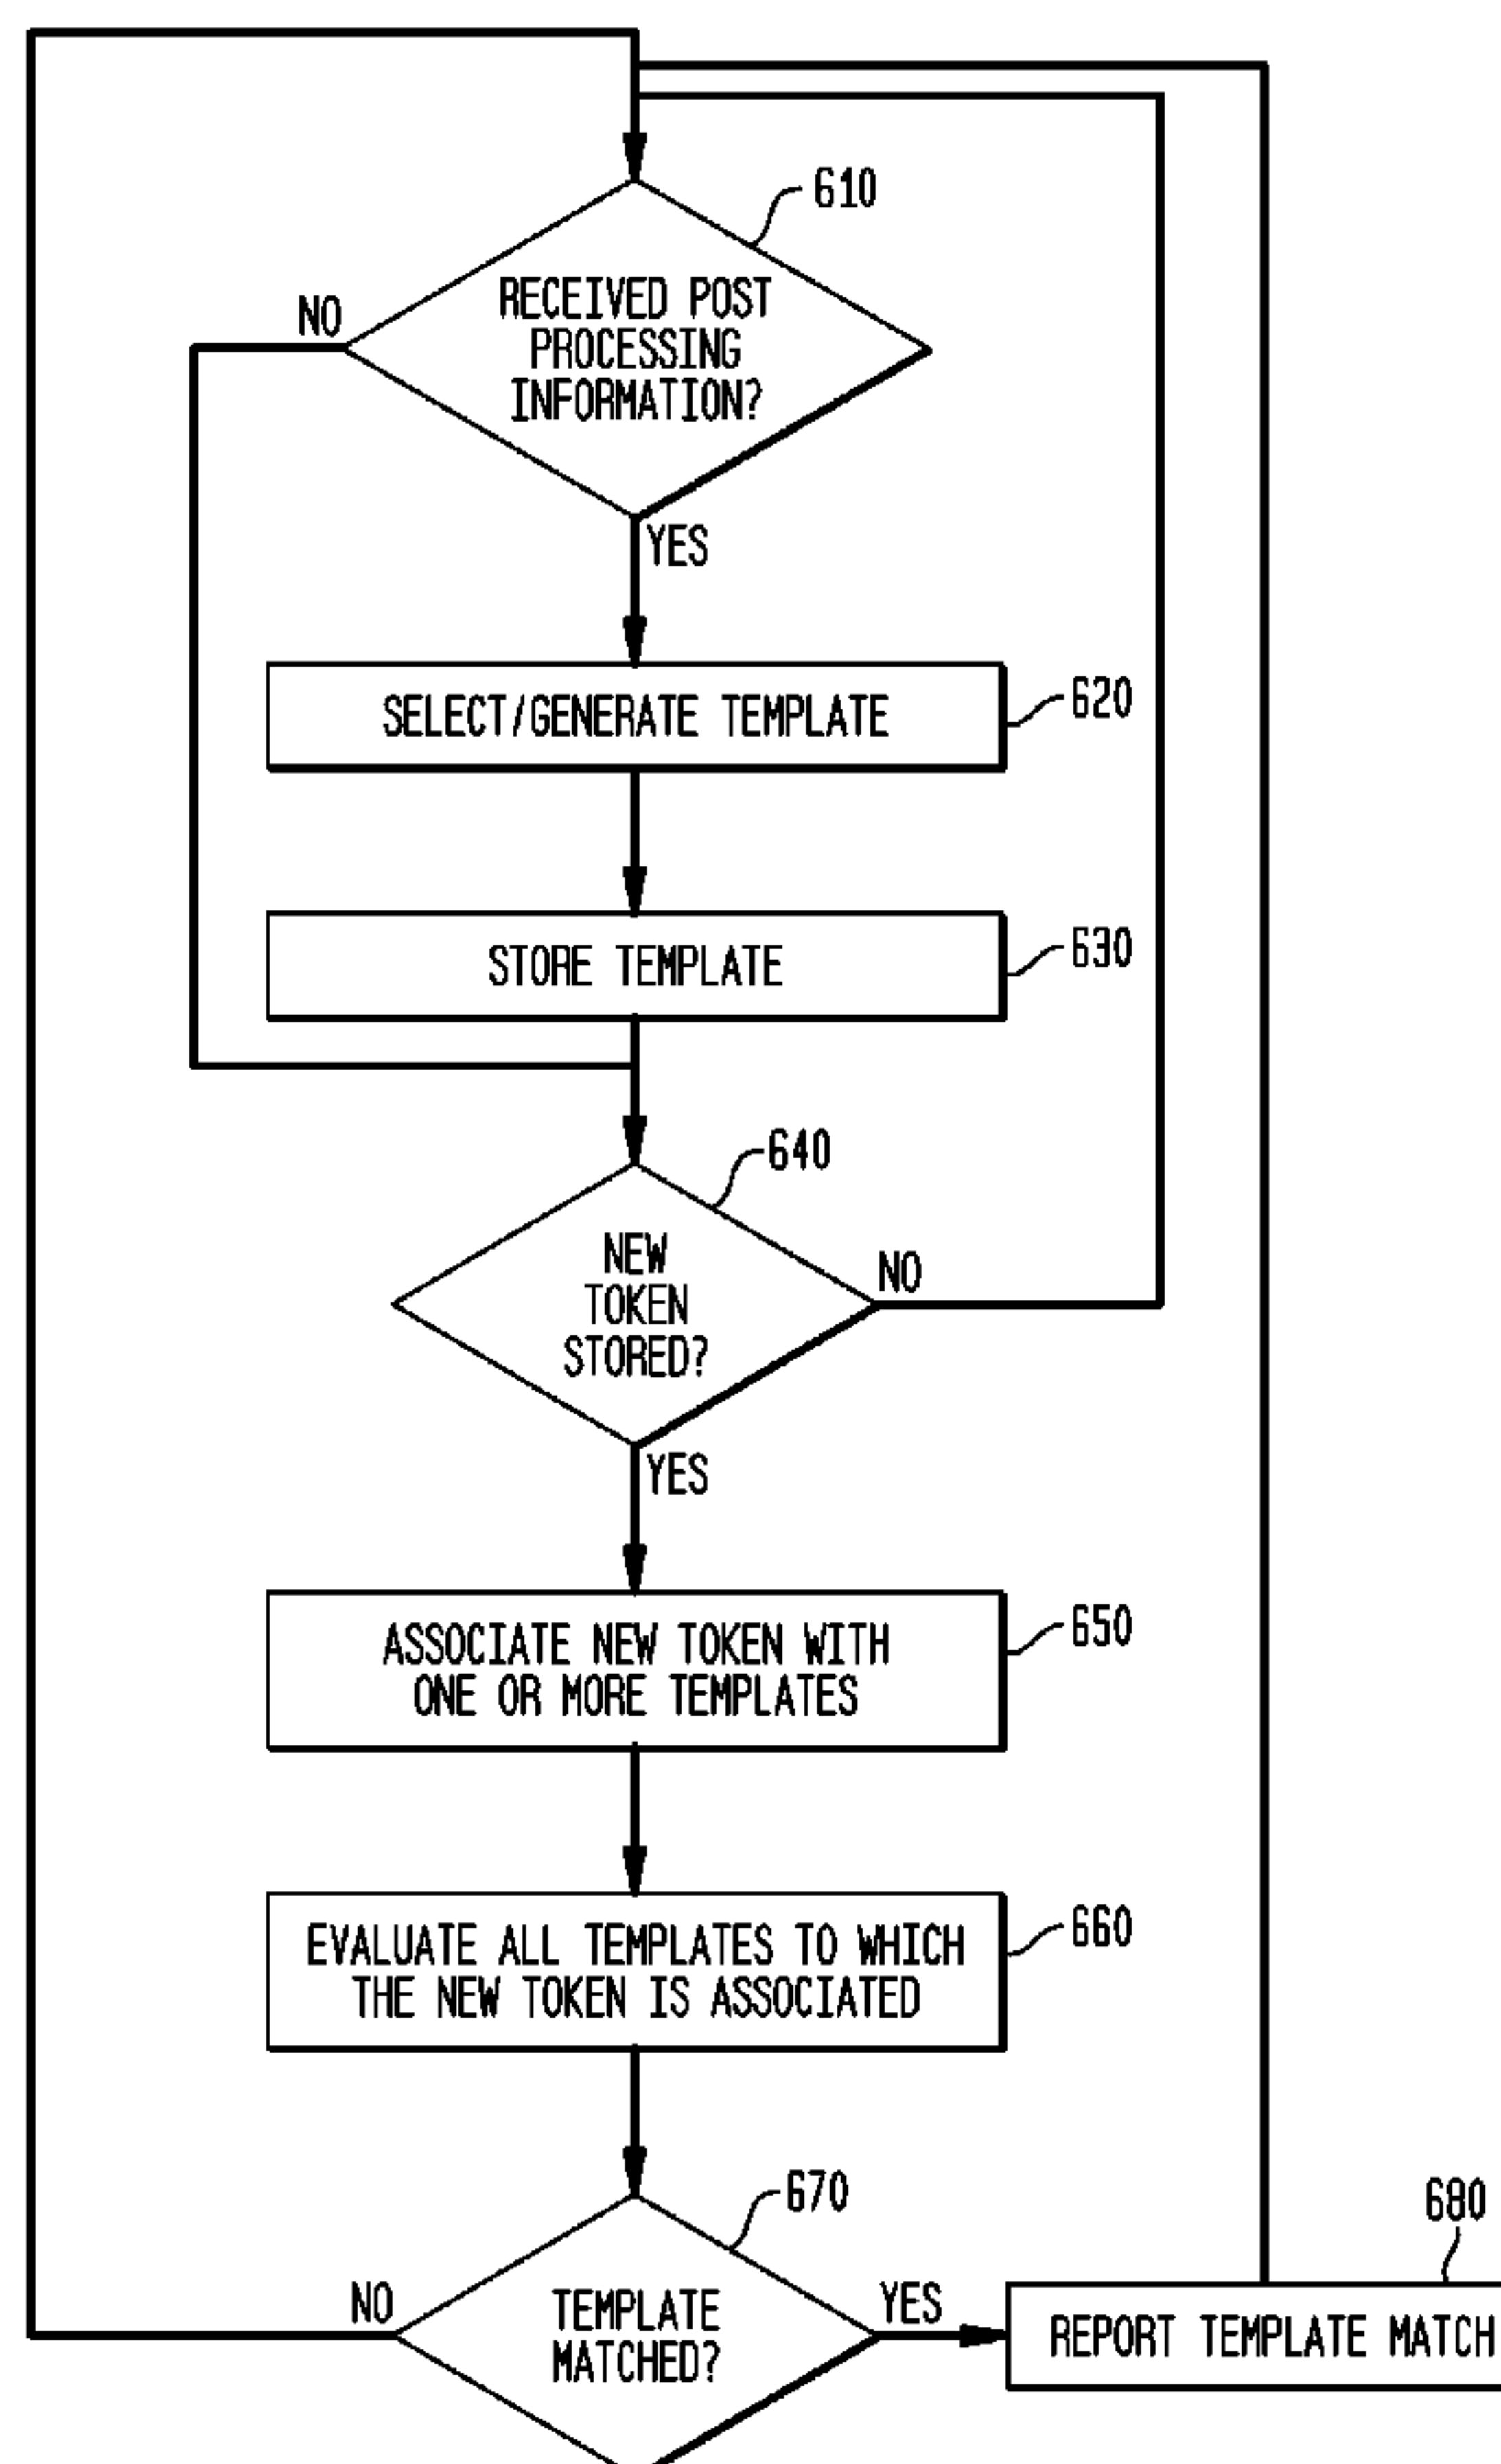 610
RECEIVED POST
PROCESSING
INFORMATION?
NO
YES
SELECT/GENERATE TEMPLATE
620
STORE TEMPLATE
630
640
NEW
TOKEN
STORED?
NO
YES
ASSOCIATE NEW TOKEN WITH
ONE OR MORE TEMPLATES
650
EVALUATE ALL TEMPLATES TO WHICH
THE NEW TOKEN IS ASSOCIATED
660
670
TEMPLATE
MATCHED?
NO
YES
680
REPORT TEMPLATE MATCH